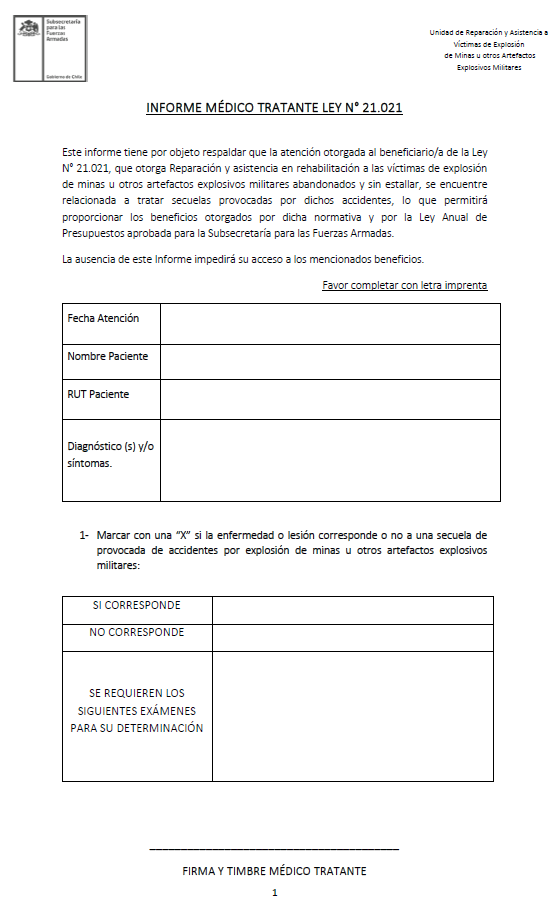 Subsecretaría
para las
Fuerzas
Armadas
Gobierno de Chile
Unidad de Reparación y Asistencia a
Víctimas de Explosión
de Minas u otros Artefactos
Explosivos Militares
INFORME MÉDICO TRATANTE LEY N° 21.021
Este informe tiene por objeto respaldar que la atención otorgada al beneficiario/a de la Ley
N° 21.021, que otorga Reparación y asistencia en rehabilitación a las víctimas de explosión
de minas u otros artefactos explosivos militares abandonados y sin estallar, se encuentre
relacionada a tratar secuelas provocadas por dichos accidentes, lo que permitirá
proporcionar los beneficios otorgados por dicha normativa y por la Ley Anual de
Presupuestos aprobada para la Subsecretaría para las Fuerzas Armadas.
La ausencia de este Informe impedirá su acceso a los mencionados beneficios.
Favor completar con letra imprenta
Fecha Atención
Nombre Paciente
RUT Paciente
Diagnóstico (s) y/o
síntomas.
1- Marcar con una “X” si la enfermedad o lesión corresponde o no a una secuela de
provocada de accidentes por explosión de minas u otros artefactos explosivos
militares:
SI CORRESPONDE
NO CORRESPONDE
SE REQUIEREN LOS
SIGUIENTES EXÁMENES
PARA SU DETERMINACIÓN
FIRMA Y TIMBRE MÉDICO TRATANTE
1